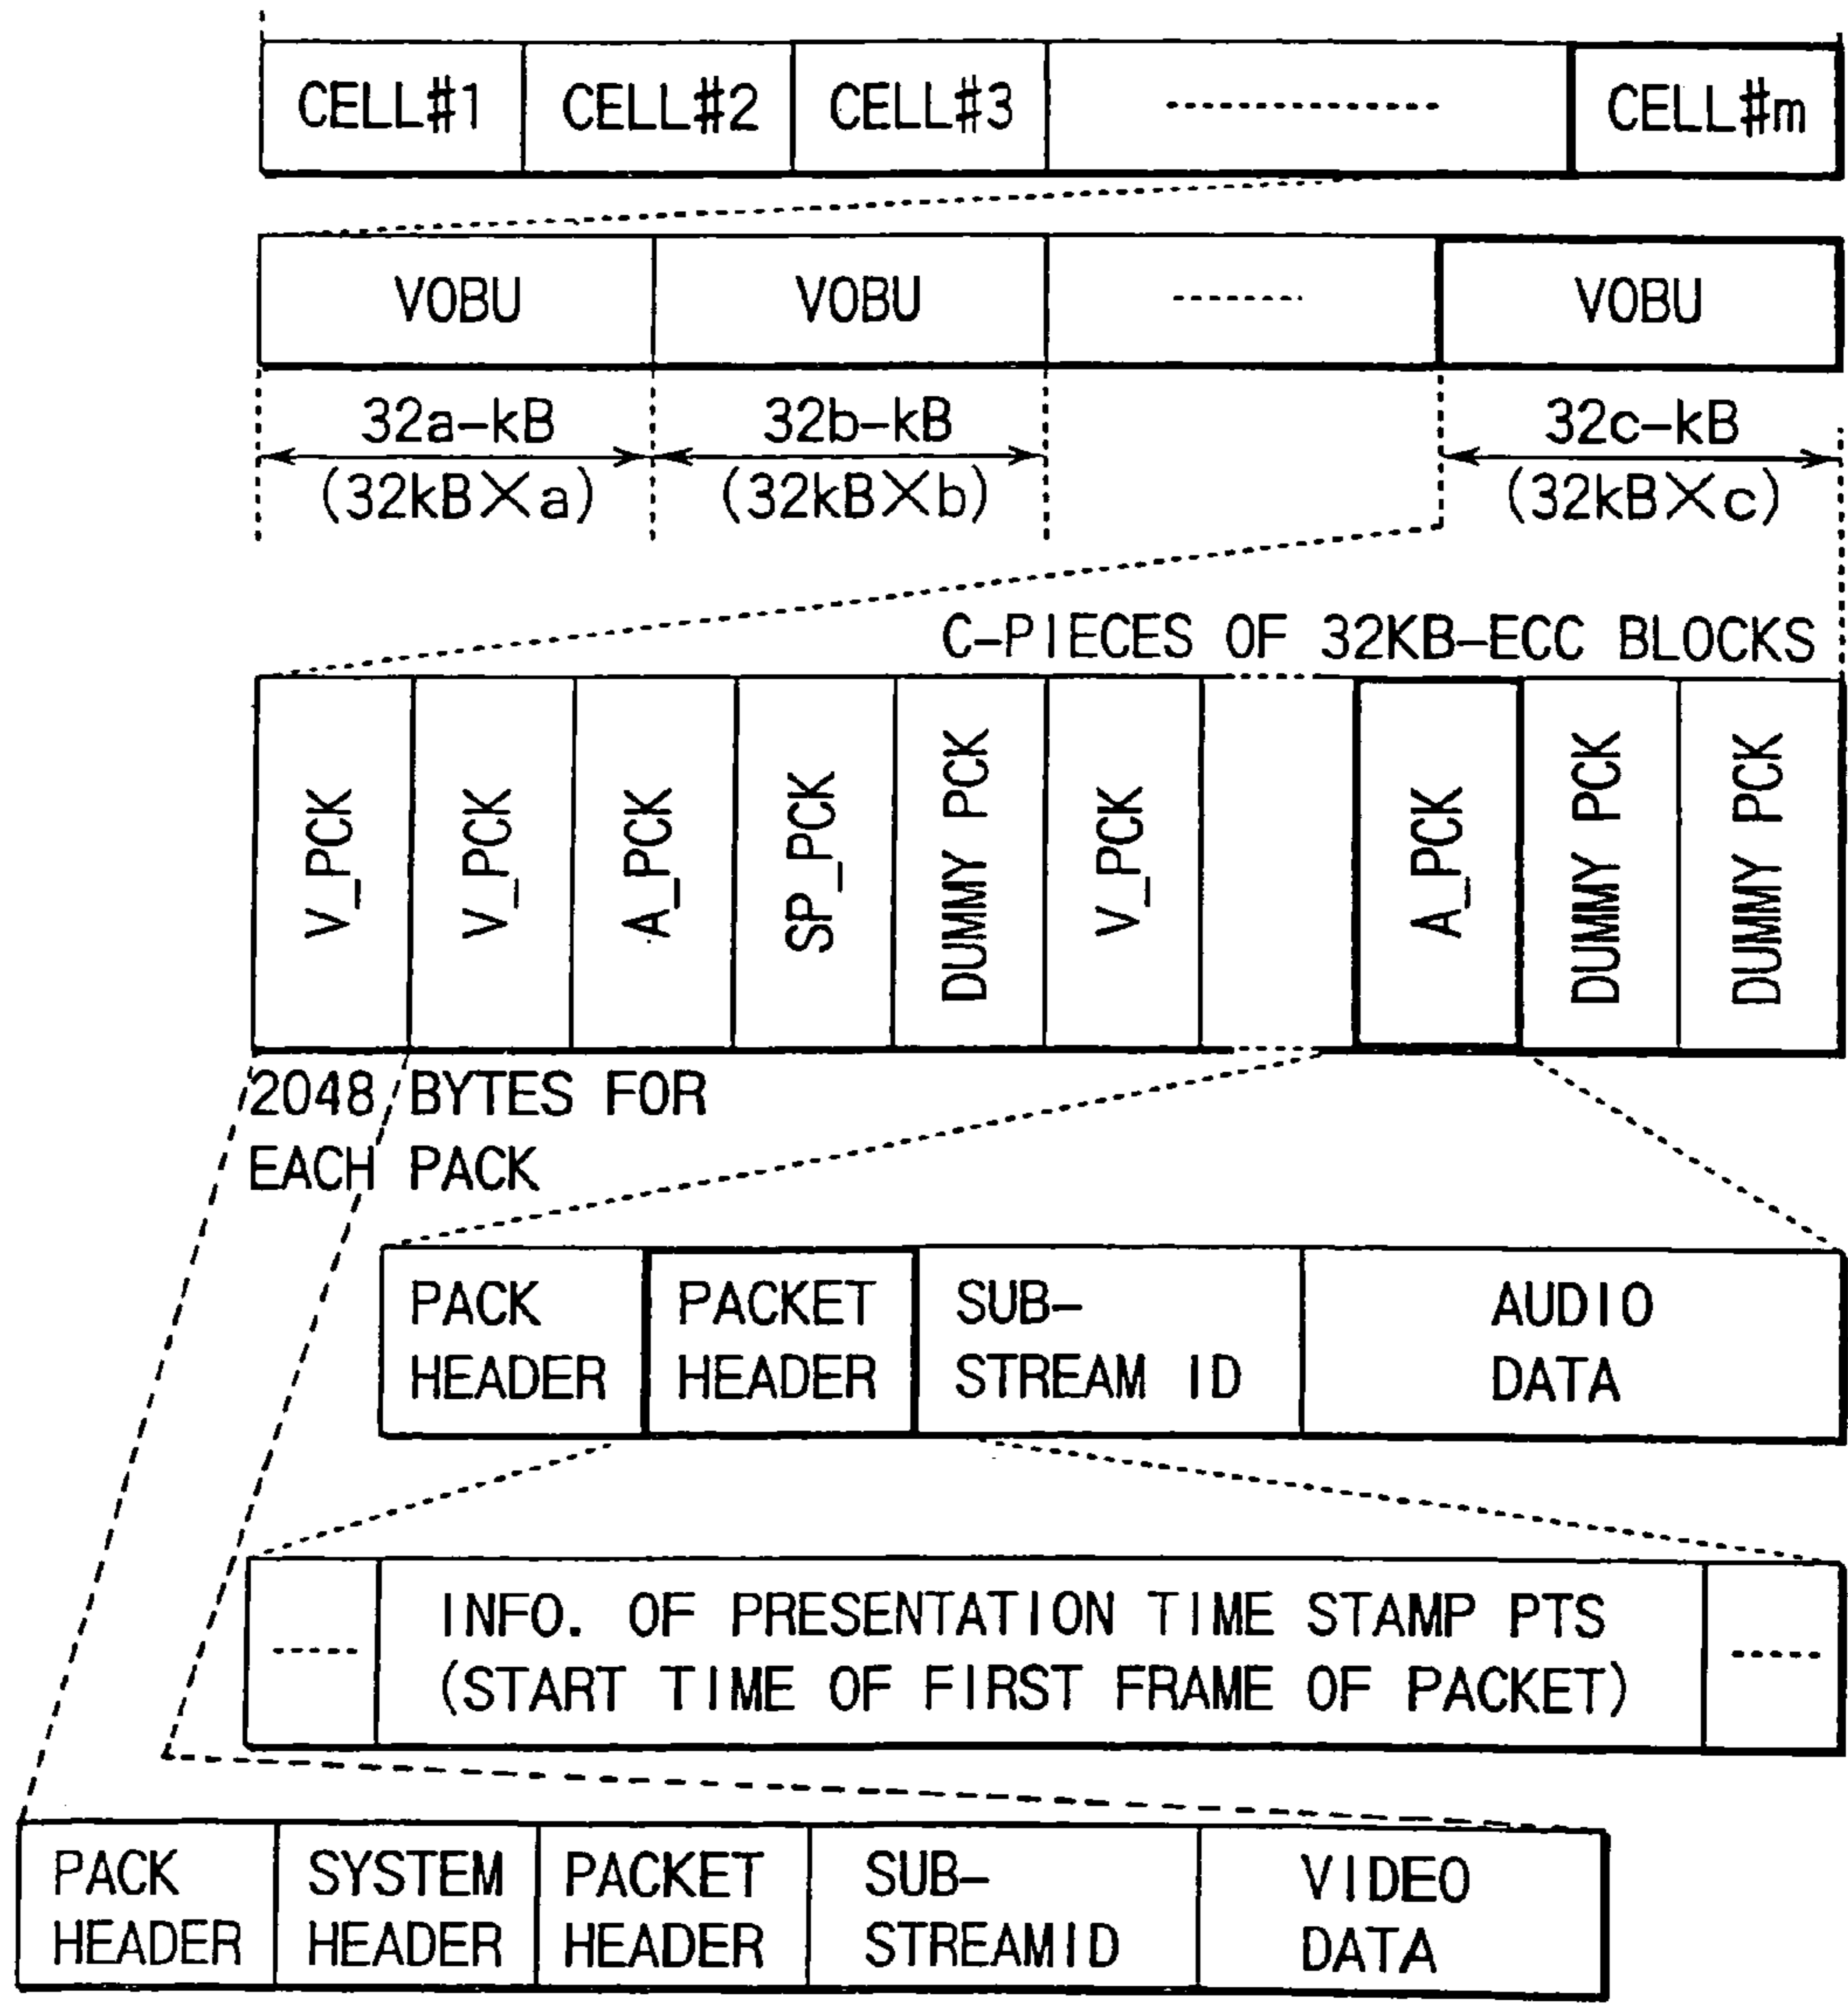 CELL#1 CELL#2 CELL#3 CELL#m
VOBU VOBU VOBU
32a-kB 32b-kB 32c-kB
(32kB×a) (32kB×b) (32kB×c)
C-PIECES OF 32KB-ECC BLOCKS
V_PCK V_PCK A_PCK SP_PCK DUMMY PCK V_PCK A_PCK DUMMY PCK DUMMY PCK
2048 BYTES FOR
EACH PACK
PACK HEADER
PACKET HEADER
SUB-
STREAM ID
AUDIO DATA
INFO. OF PRESENTATION TIME STAMP PTS
(START TIME OF FIRST FRAME OF PACKET)
PACK HEADER
SYSTEM HEADER
PACKET HEADER
SUB-
STREAMID
VIDEO DATA